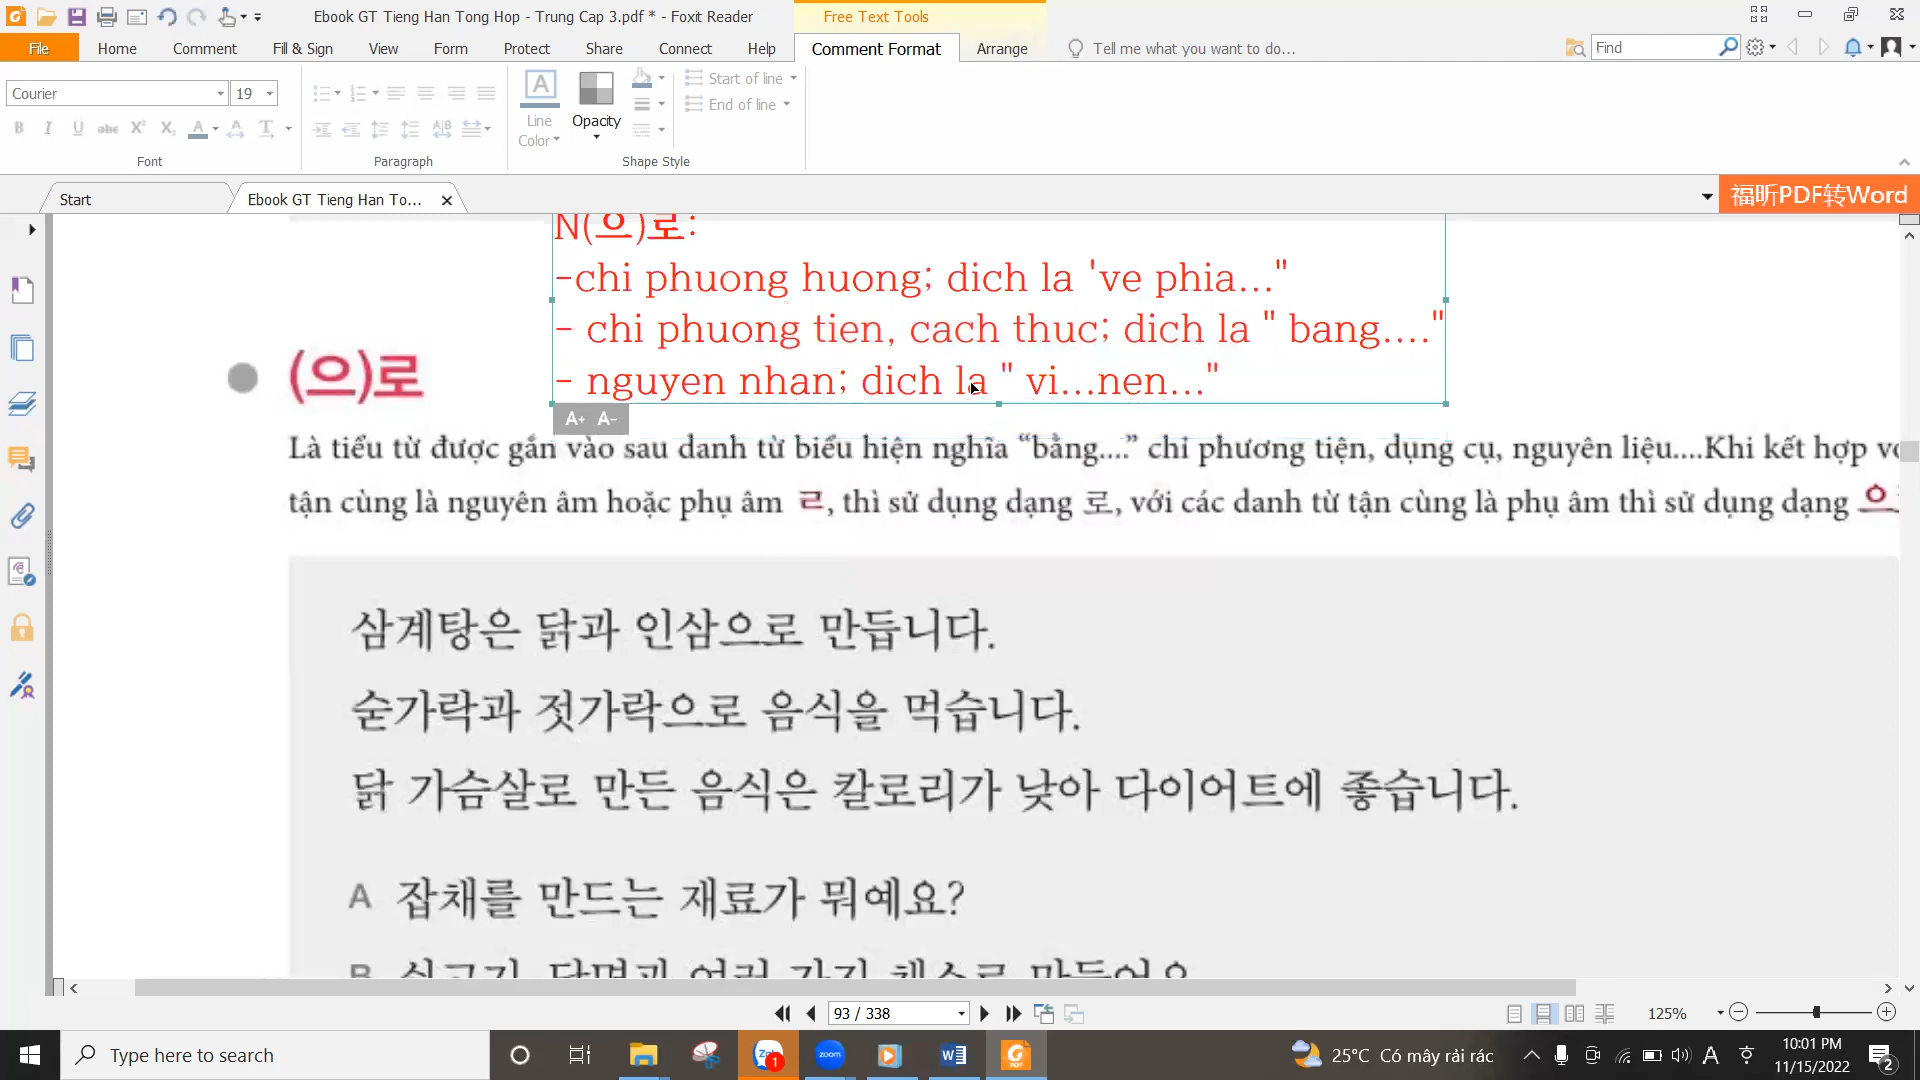 Ebook GT Tieng Han Tong Hop - Trung Cap 3.pdf * - Foxit Reader
Free Text Tools
File Home Comment Fill & Sign View Form Protect Share Connect Help Comment Format Arrange Tell me what you want to do... Find
Courier 19
Start of line
End of line
Line Color
Opacity
Font Paragraph Shape Style
Start Ebook GT Tieng Han To... 福昕PDF转Word
N(으)로:
-chi phuong huong; dich la 've phia..."
- chi phuong tien, cach thuc; dich la " bang...."
- nguyen nhan; dich la " vi...nen..."
(으)로
A+ A-
Là tiểu từ được gắn vào sau danh từ biểu hiện nghĩa “bằng....” chỉ phương tiện, dụng cụ, nguyên liệu....Khi kết hợp
tận cùng là nguyên âm hoặc phụ âm ㄹ, thì sử dụng dạng 로, với các danh từ tận cùng là phụ âm thì sử dụng dạng 으
삼계탕은 닭과 인삼으로 만듭니다.
숟가락과 젓가락으로 음식을 먹습니다.
닭 가슴살로 만든 음식은 칼로리가 낮아 다이어트에 좋습니다.
A 잡채를 만드는 재료가 뭐예요?
93 / 338
125%
Type here to search
25°C Có mây rải rác
10:01 PM
11/15/2022